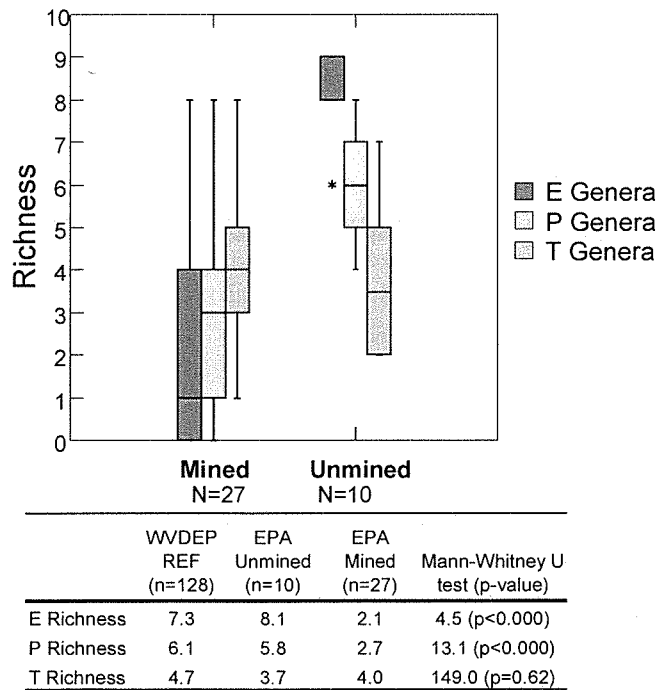 10
9
8
7
6
5
4
3
2
1
0
Richness
*
E Genera
P Genera
T Genera
Mined
N=27
Unmined
N=10
WVDEP REF (n=128) EPA Unmined (n=10) EPA Mined (n=27) Mann-Whitney U test (p-value)
E Richness 7.3 8.1 2.1 4.5 (p<0.000)
P Richness 6.1 5.8 2.7 13.1 (p<0.000)
T Richness 4.7 3.7 4.0 149.0 (p=0.62)